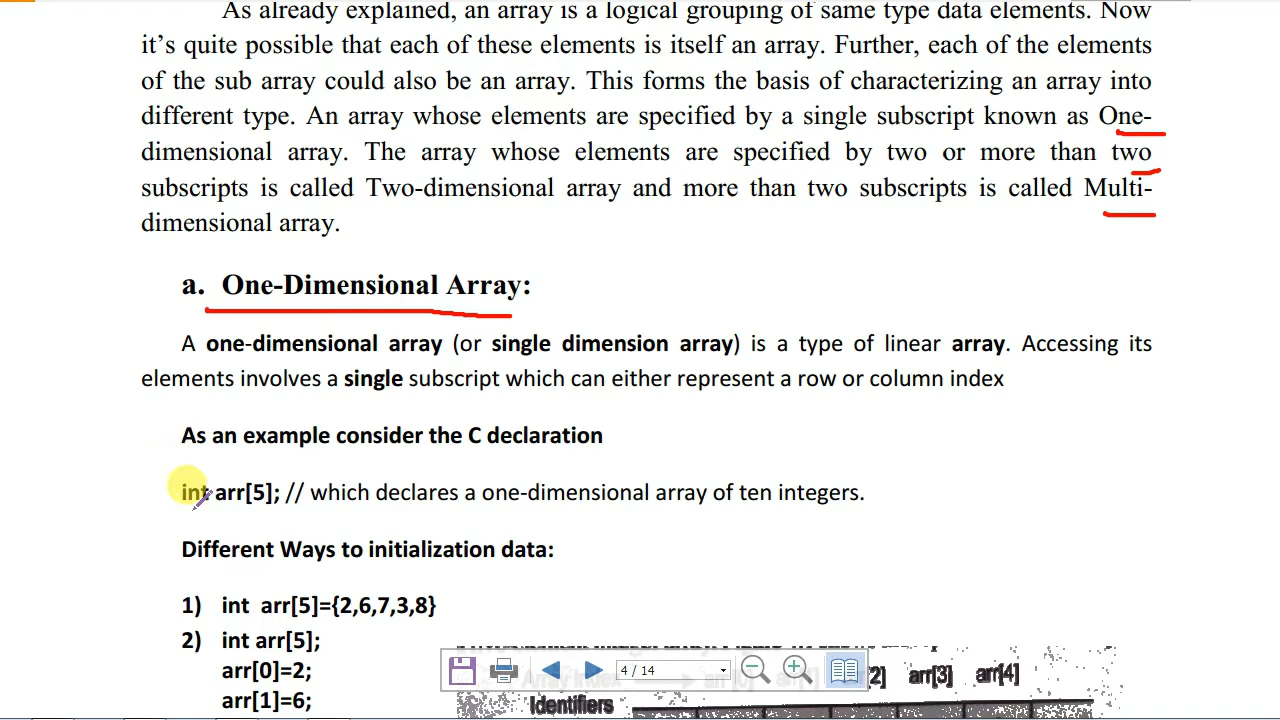 As already explained, an array is a logical grouping of same type data elements. Now
it's quite possible that each of these elements is itself an array. Further, each of the elements
of the sub array could also be an array. This forms the basis of characterizing an array into
different type. An array whose elements are specified by a single subscript known as One-
dimensional array. The array whose elements are specified by two or more than two
subscripts is called Two-dimensional array and more than two subscripts is called Multi-
dimensional array.
a. One-Dimensional Array:
A one-dimensional array (or single dimension array) is a type of linear array. Accessing its
elements involves a single subscript which can either represent a row or column index
As an example consider the C declaration
int arr[5]; // which declares a one-dimensional array of ten integers.
Different Ways to initialization data:
1) int arr[5]={2,6,7,3,8}
2) int arr[5];
arr[0]=2;
arr[1]=6;
4 / 14
Array Index arr[0] arr[1] arr[2] arr[3] arr[4]
Identifiers